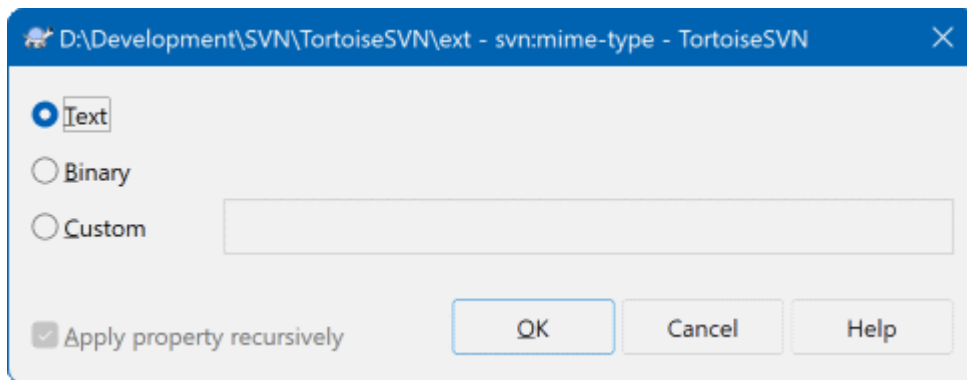 D:\Development\SVN\TortoiseSVN\ext - svn:mime-type - TortoiseSVN
Text
Binary
Custom
Apply property recursively
OK
Cancel
Help